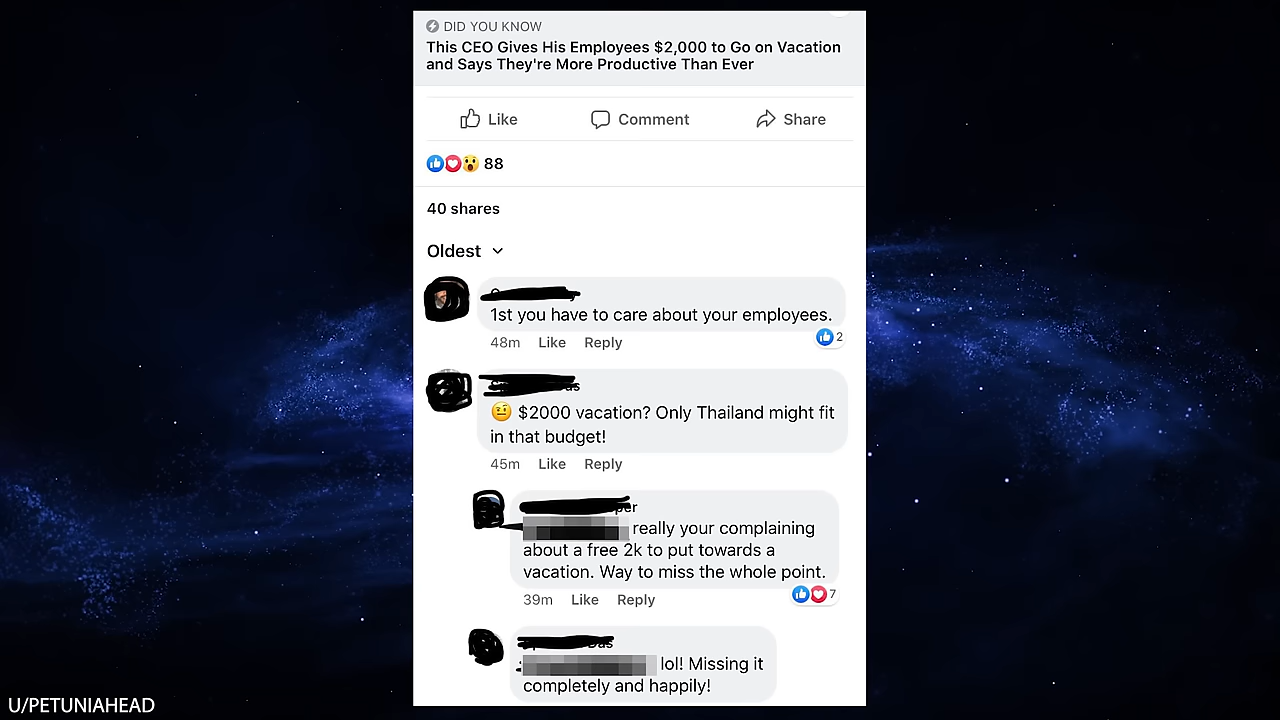 DID YOU KNOW
This CEO Gives His Employees $2,000 to Go on Vacation
and Says They're More Productive Than Ever
Like Comment Share
88
40 shares
Oldest
1st you have to care about your employees.
48m Like Reply
2
$2000 vacation? Only Thailand might fit
in that budget!
45m Like Reply
really your complaining
about a free 2k to put towards a
vacation. Way to miss the whole point.
39m Like Reply
7
lol! Missing it
completely and happily!
U/PETUNIAHEAD